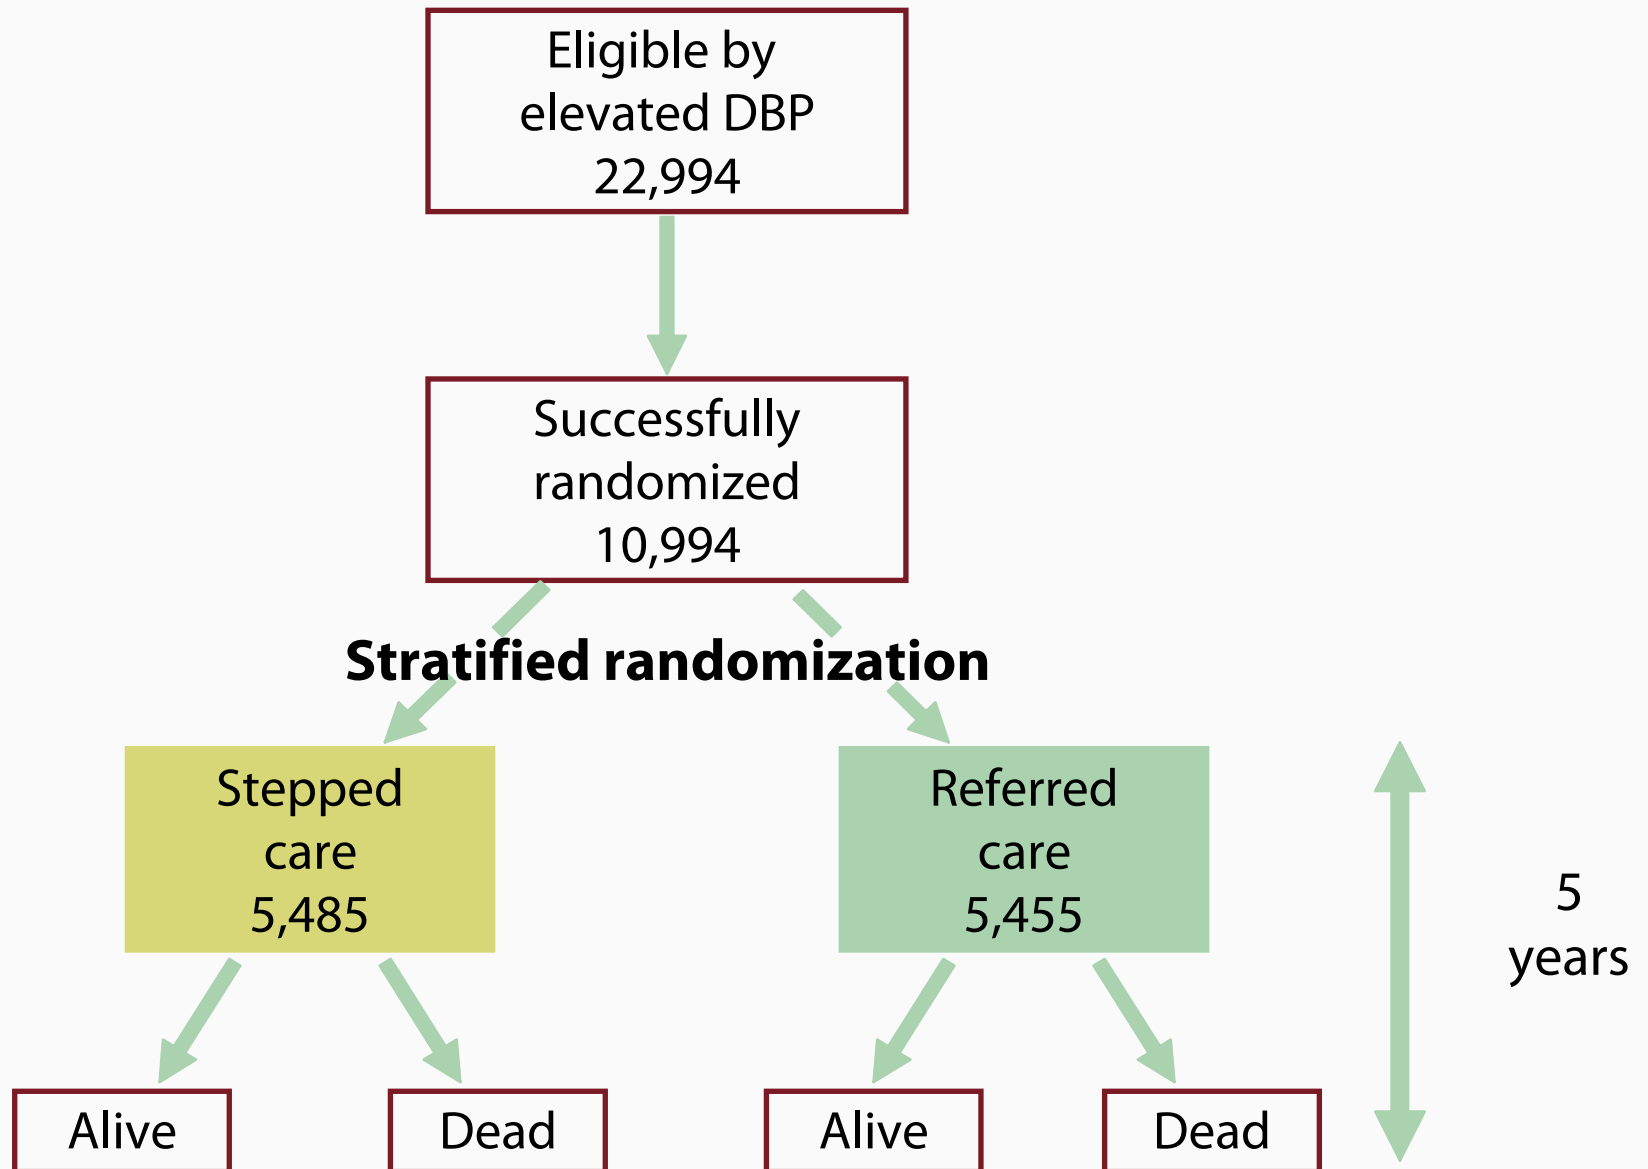 Eligible by
elevated DBP
22,994
Successfully
randomized
10,994
Stratified randomization
Stepped
care
5,485
Referred
care
5,455
5
years
Alive
Dead
Alive
Dead